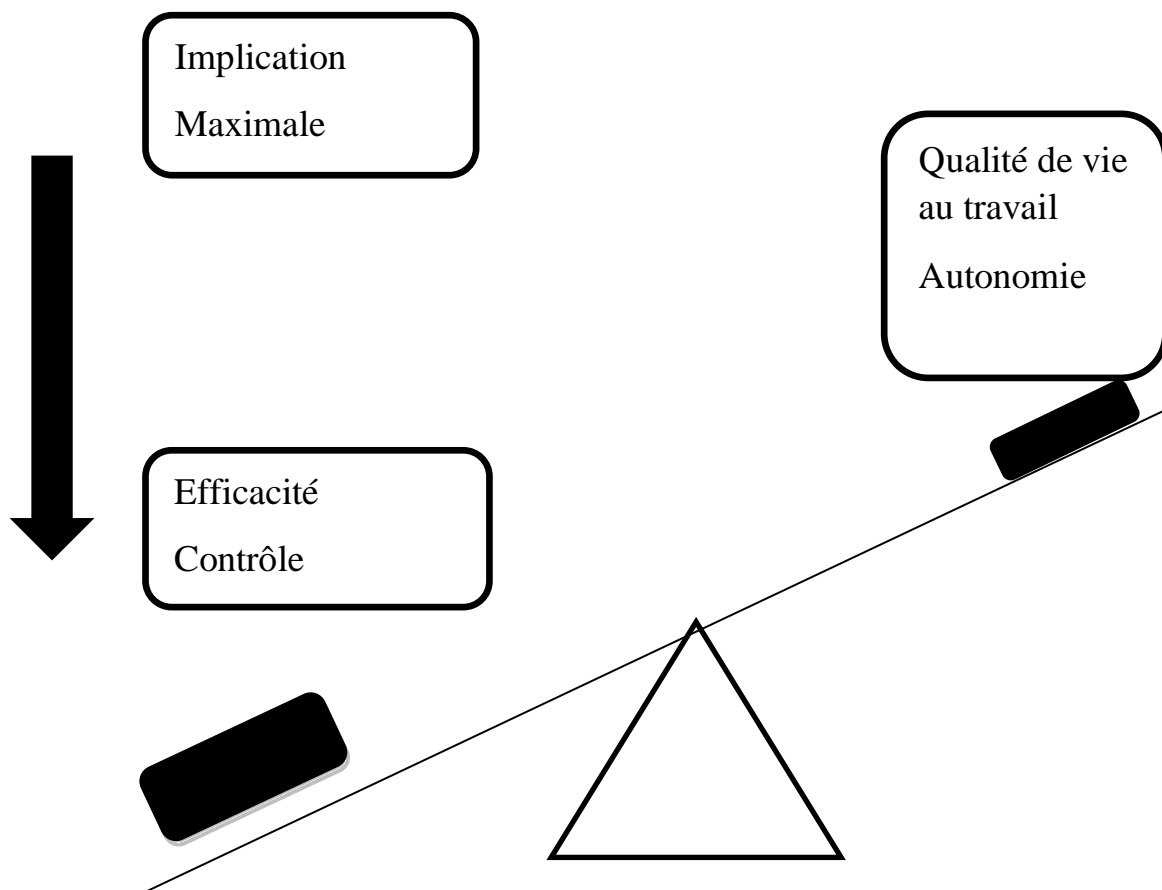 Implication
Maximale
Qualité de vie
au travail
Autonomie
Efficacité
Contrôle